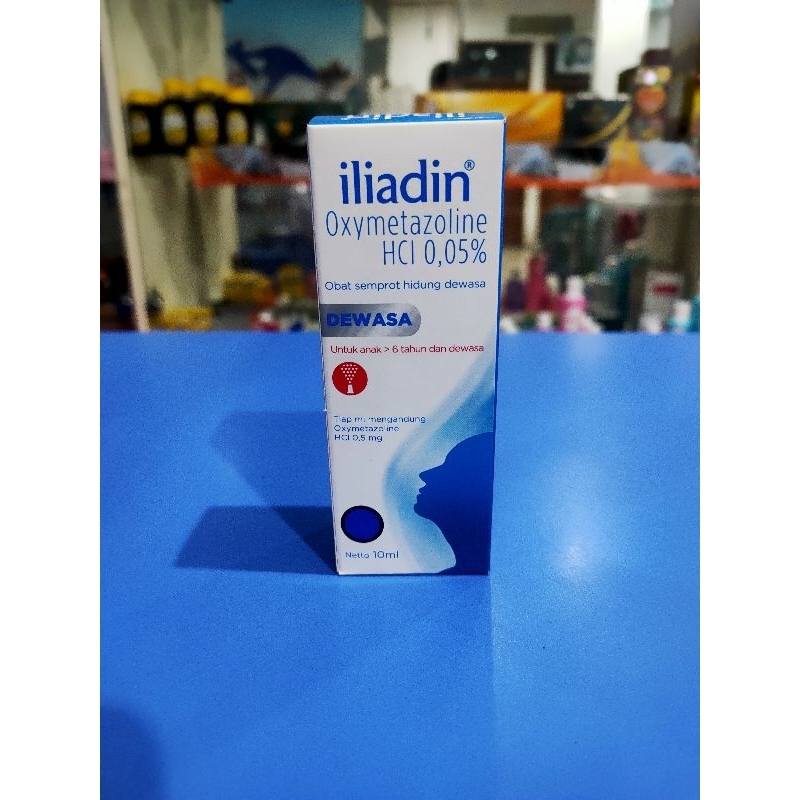 iliadin®
Oxymetazoline
HCl 0,05%
Obat semprot hidung dewasa
DEWASA
Untuk anak > 6 tahun dan dewasa
Tiap ml mengandung
Oxymetazoline
HCl 0,5 mg
Netto 10ml